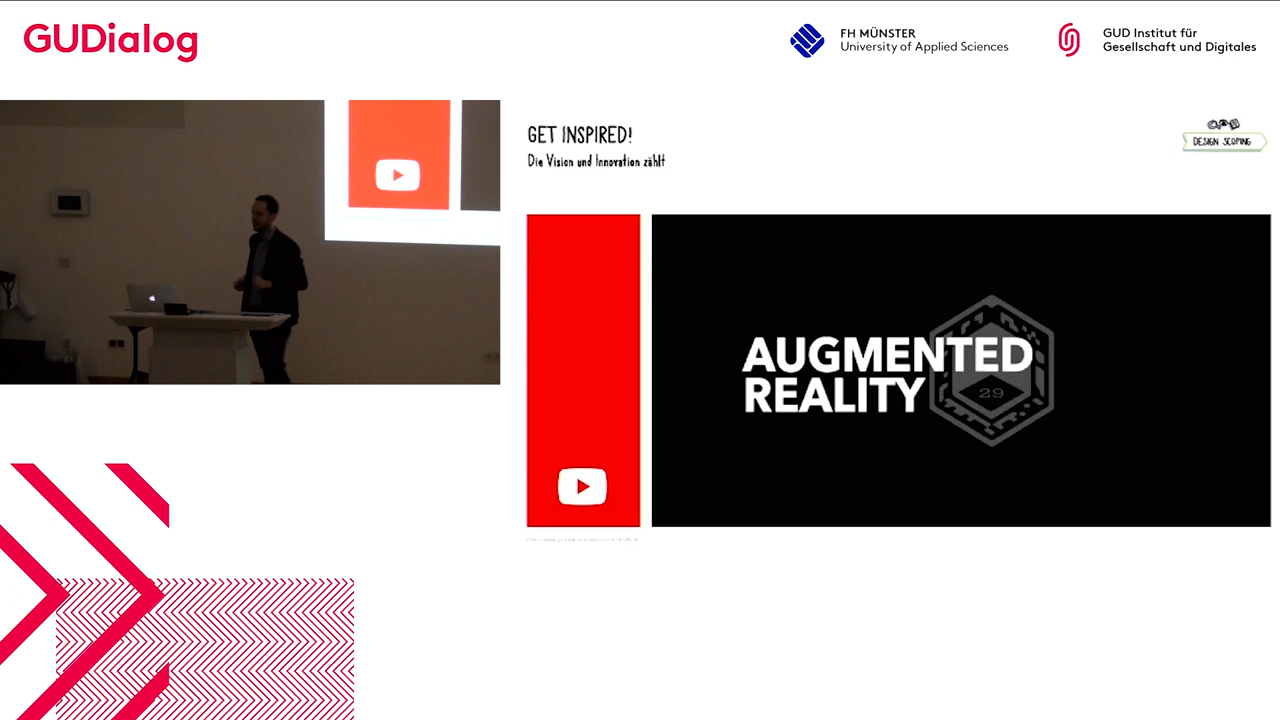 GUDialog
FH MÜNSTER
University of Applied Sciences
GUD Institut für
Gesellschaft und Digitales
GET INSPIRED!
Die Vision und Innovation zählt
DESIGN SCOPING
AUGMENTED
REALITY
29